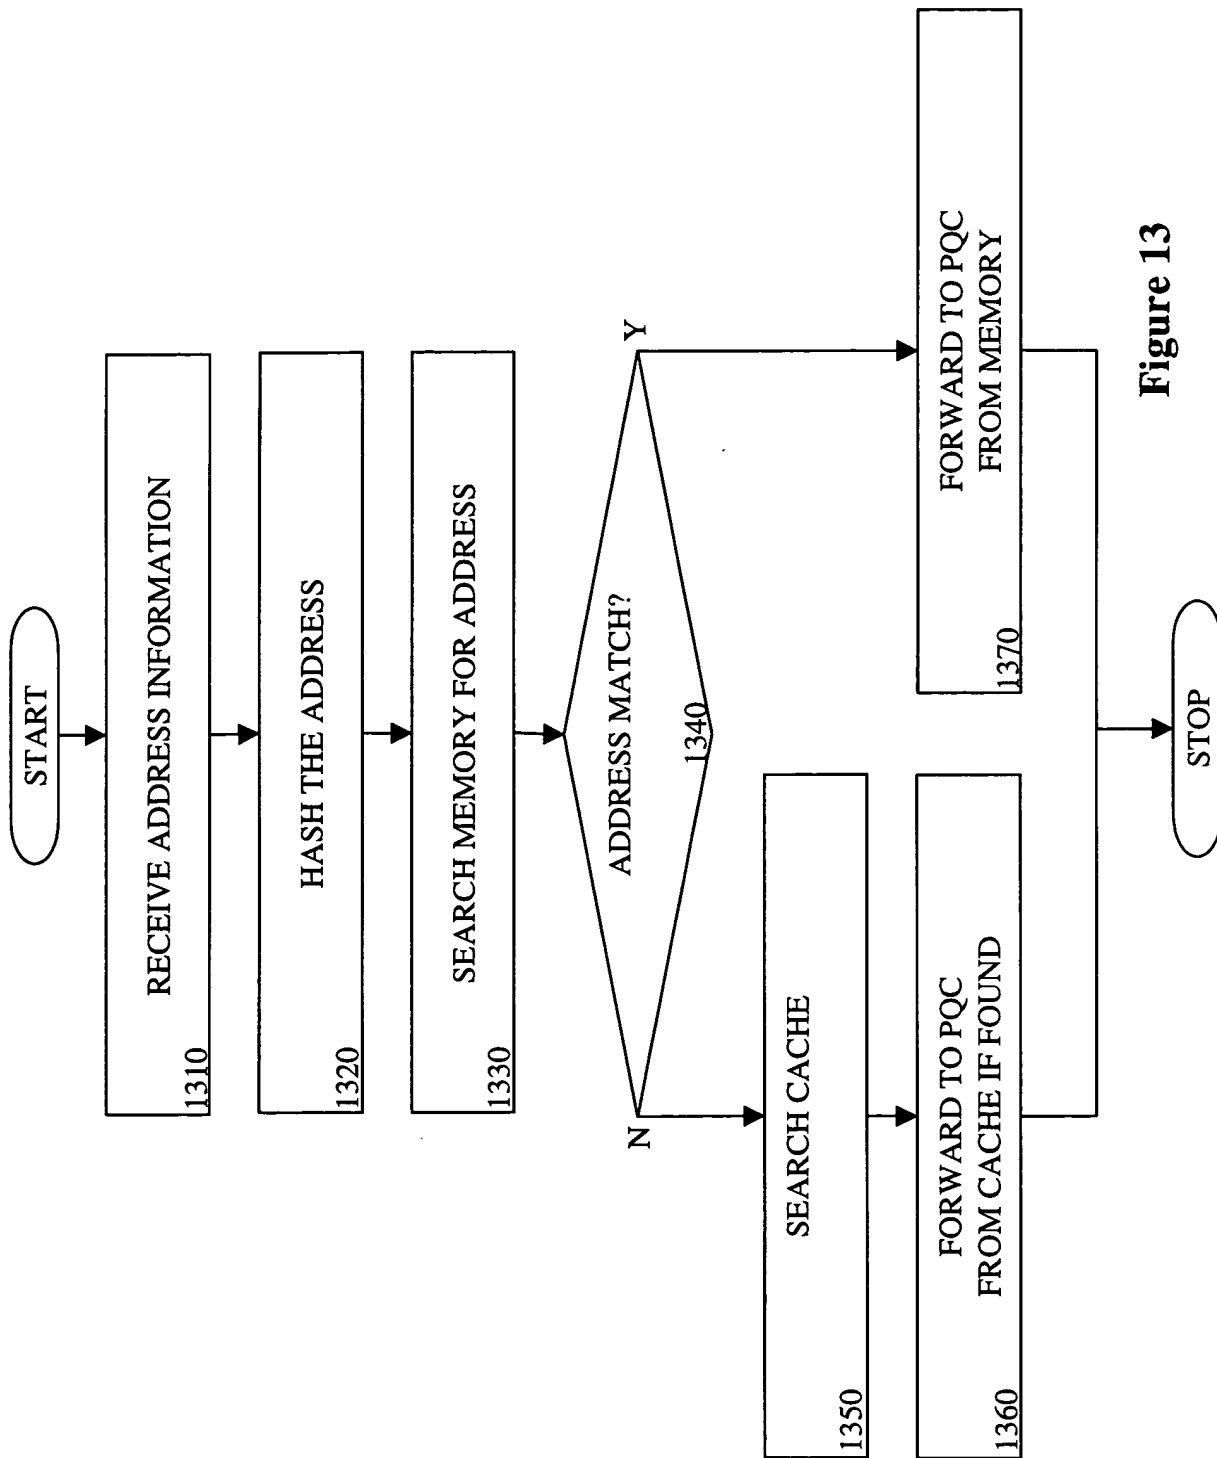 START
RECEIVE ADDRESS INFORMATION
1310
HASH THE ADDRESS
1320
SEARCH MEMORY FOR ADDRESS
1330
ADDRESS MATCH?
1340
N
Y
SEARCH CACHE
1350
FORWARD TO PQC
FROM CACHE IF FOUND
1360
FORWARD TO PQC
FROM MEMORY
1370
STOP
Figure 13